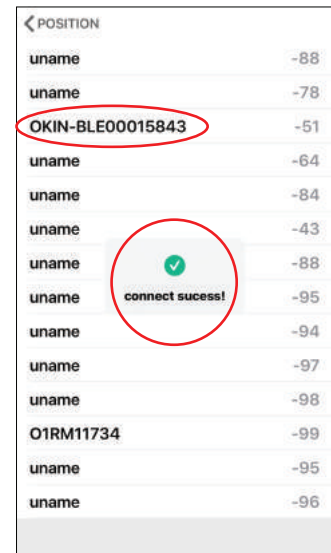 POSITION
uname -88
uname -78
OKIN-BLE00015843 -51
uname -64
uname -84
uname -43
uname -88
uname -95
connect sucess!
uname -94
uname -97
uname -98
O1RM11734 -99
uname -95
uname -96